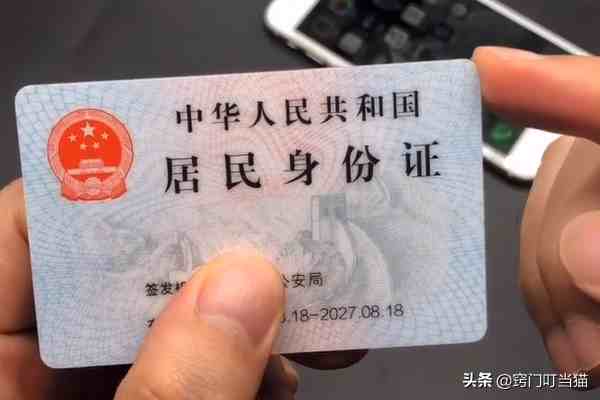 中华人民共和国
居民身份证
签发机 公安局
.18-2027.08.18
头条 @窍门叮当猫